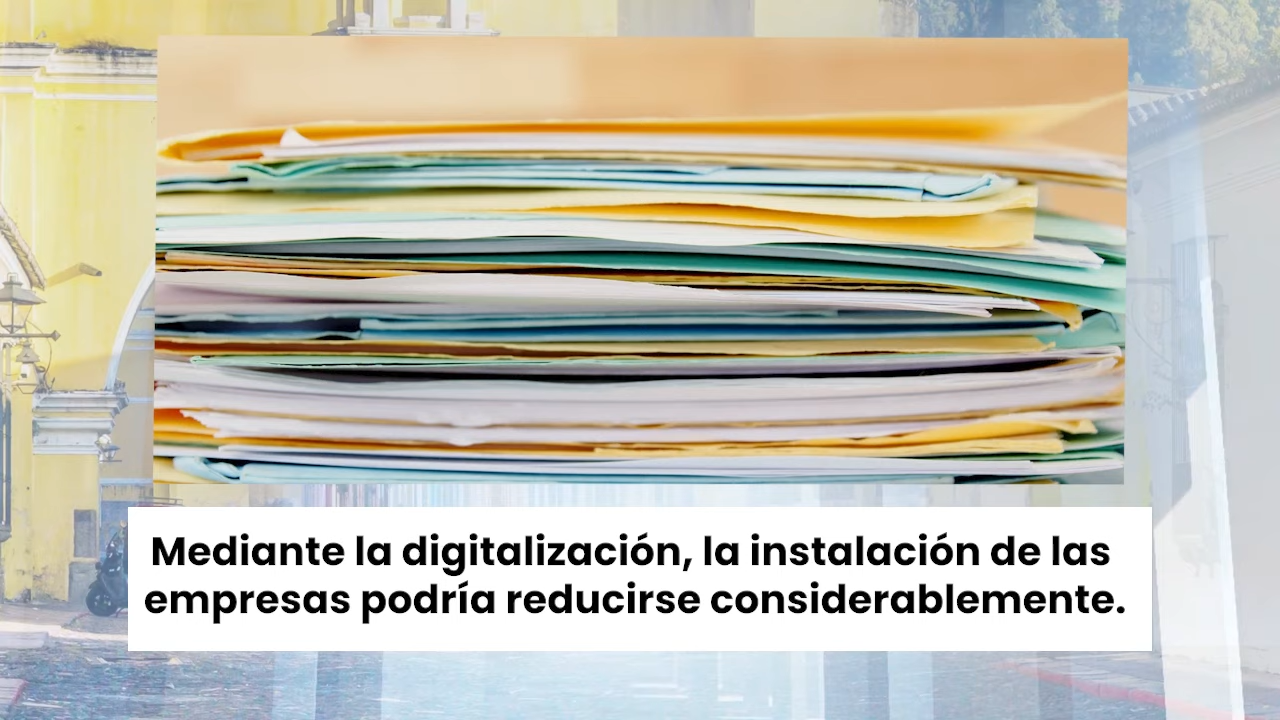 Mediante la digitalización, la instalación de las
empresas podría reducirse considerablemente.